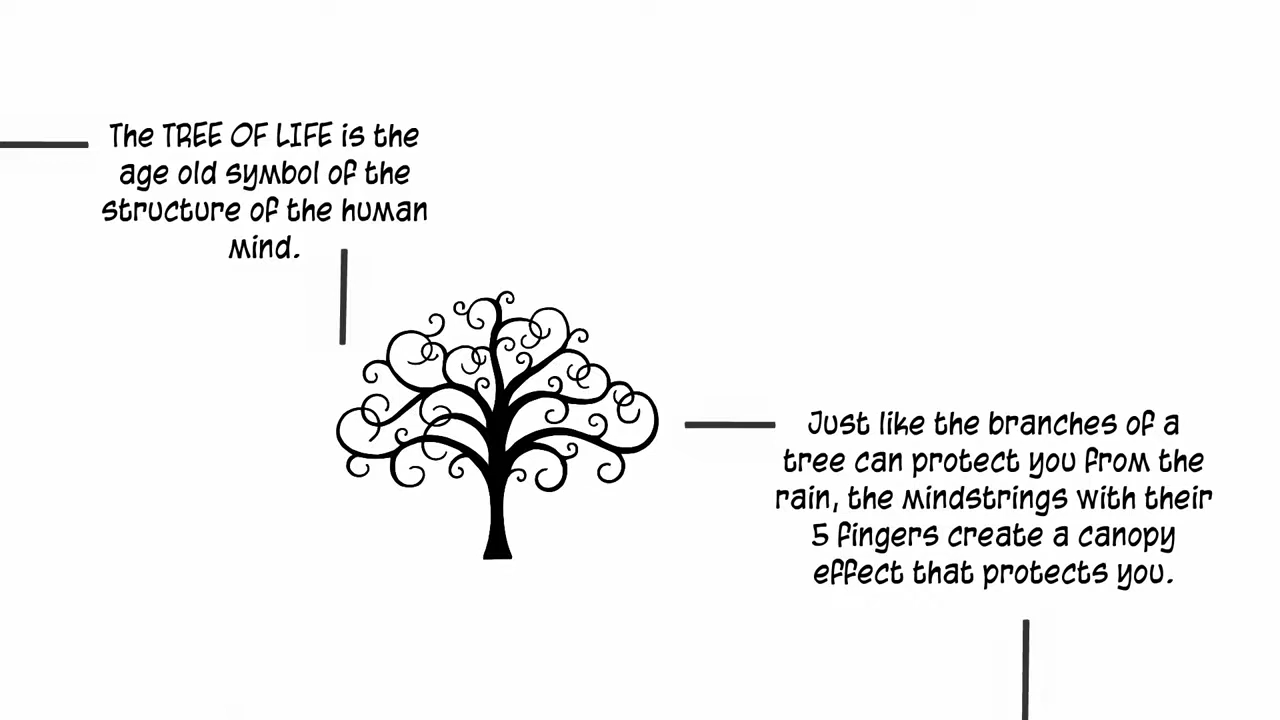 The TREE OF LIFE is the
age old symbol of the
structure of the human
mind.
Just like the branches of a
tree can protect you from the
rain, the mindstrings with their
5 fingers create a canopy
effect that protects you.